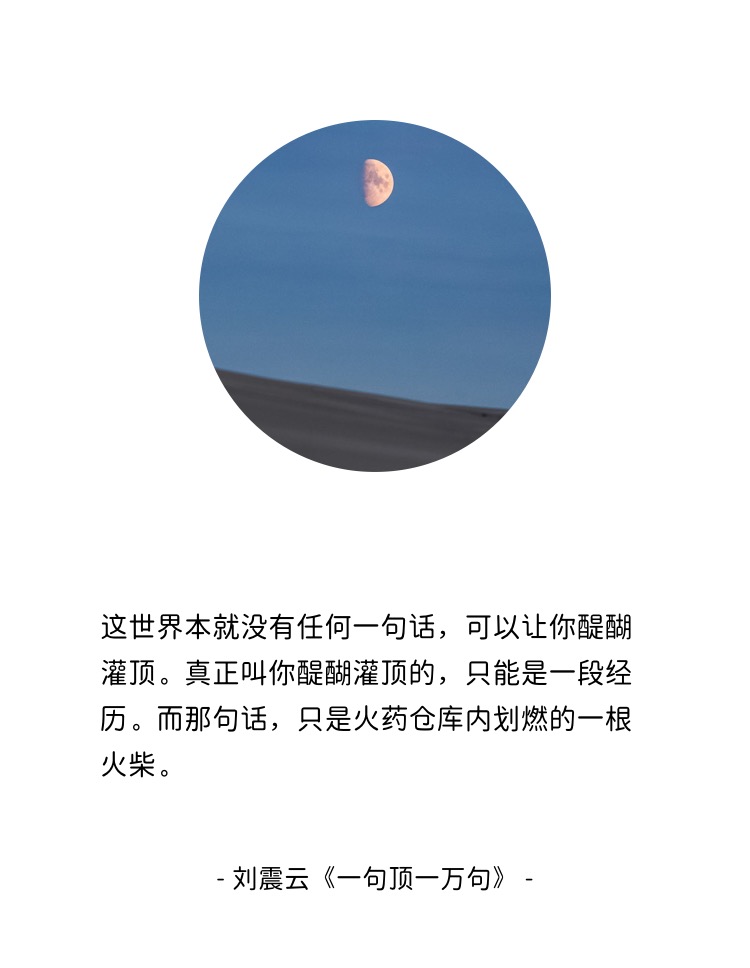 这世界本就没有任何一句话，可以让你醍醐
灌顶。真正叫你醍醐灌顶的，只能是一段经
历。而那句话，只是火药仓库内划燃的一根
火柴。
- 刘震云《一句顶一万句》 -